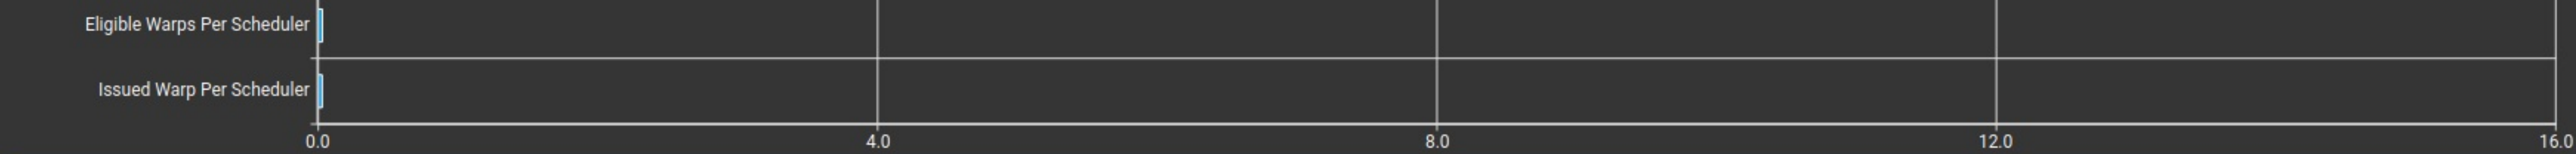 Eligible Warps Per Scheduler
Issued Warp Per Scheduler
0.0 4.0 8.0 12.0 16.0